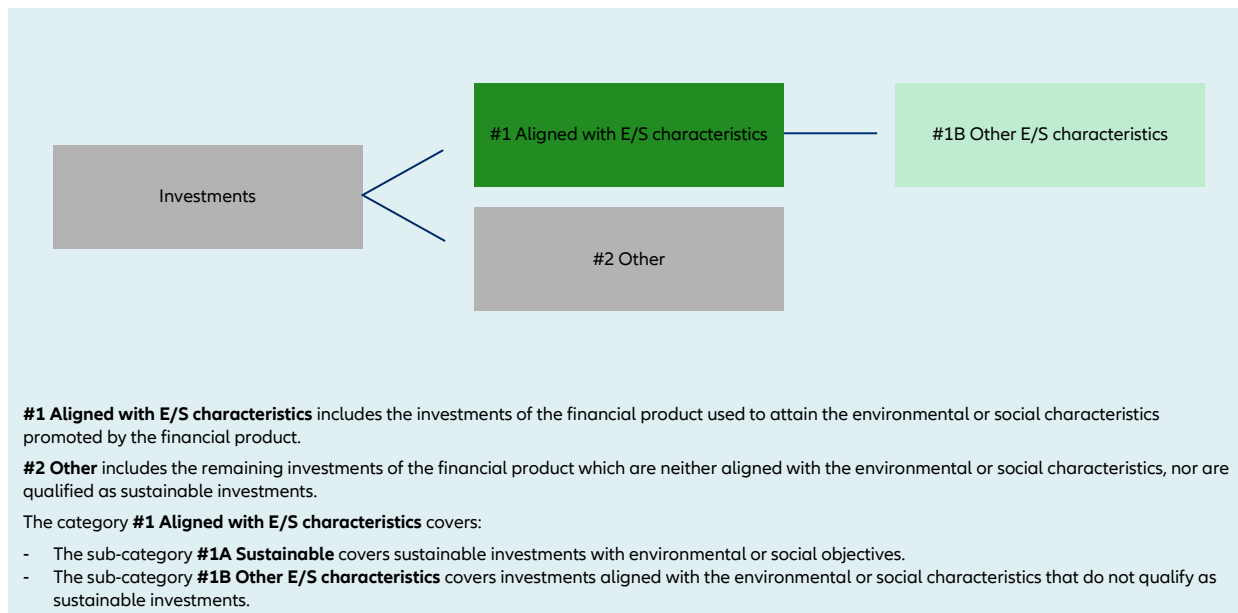 #1 Aligned with E/S characteristics
#1B Other E/S characteristics
Investments
#2 Other
#1 Aligned with E/S characteristics includes the investments of the financial product used to attain the environmental or social characteristics
promoted by the financial product.
#2 Other includes the remaining investments of the financial product which are neither aligned with the environmental or social characteristics, nor are
qualified as sustainable investments.
The category #1 Aligned with E/S characteristics covers:
- The sub-category #1A Sustainable covers sustainable investments with environmental or social objectives.
- The sub-category #1B Other E/S characteristics covers investments aligned with the environmental or social characteristics that do not qualify as
sustainable investments.